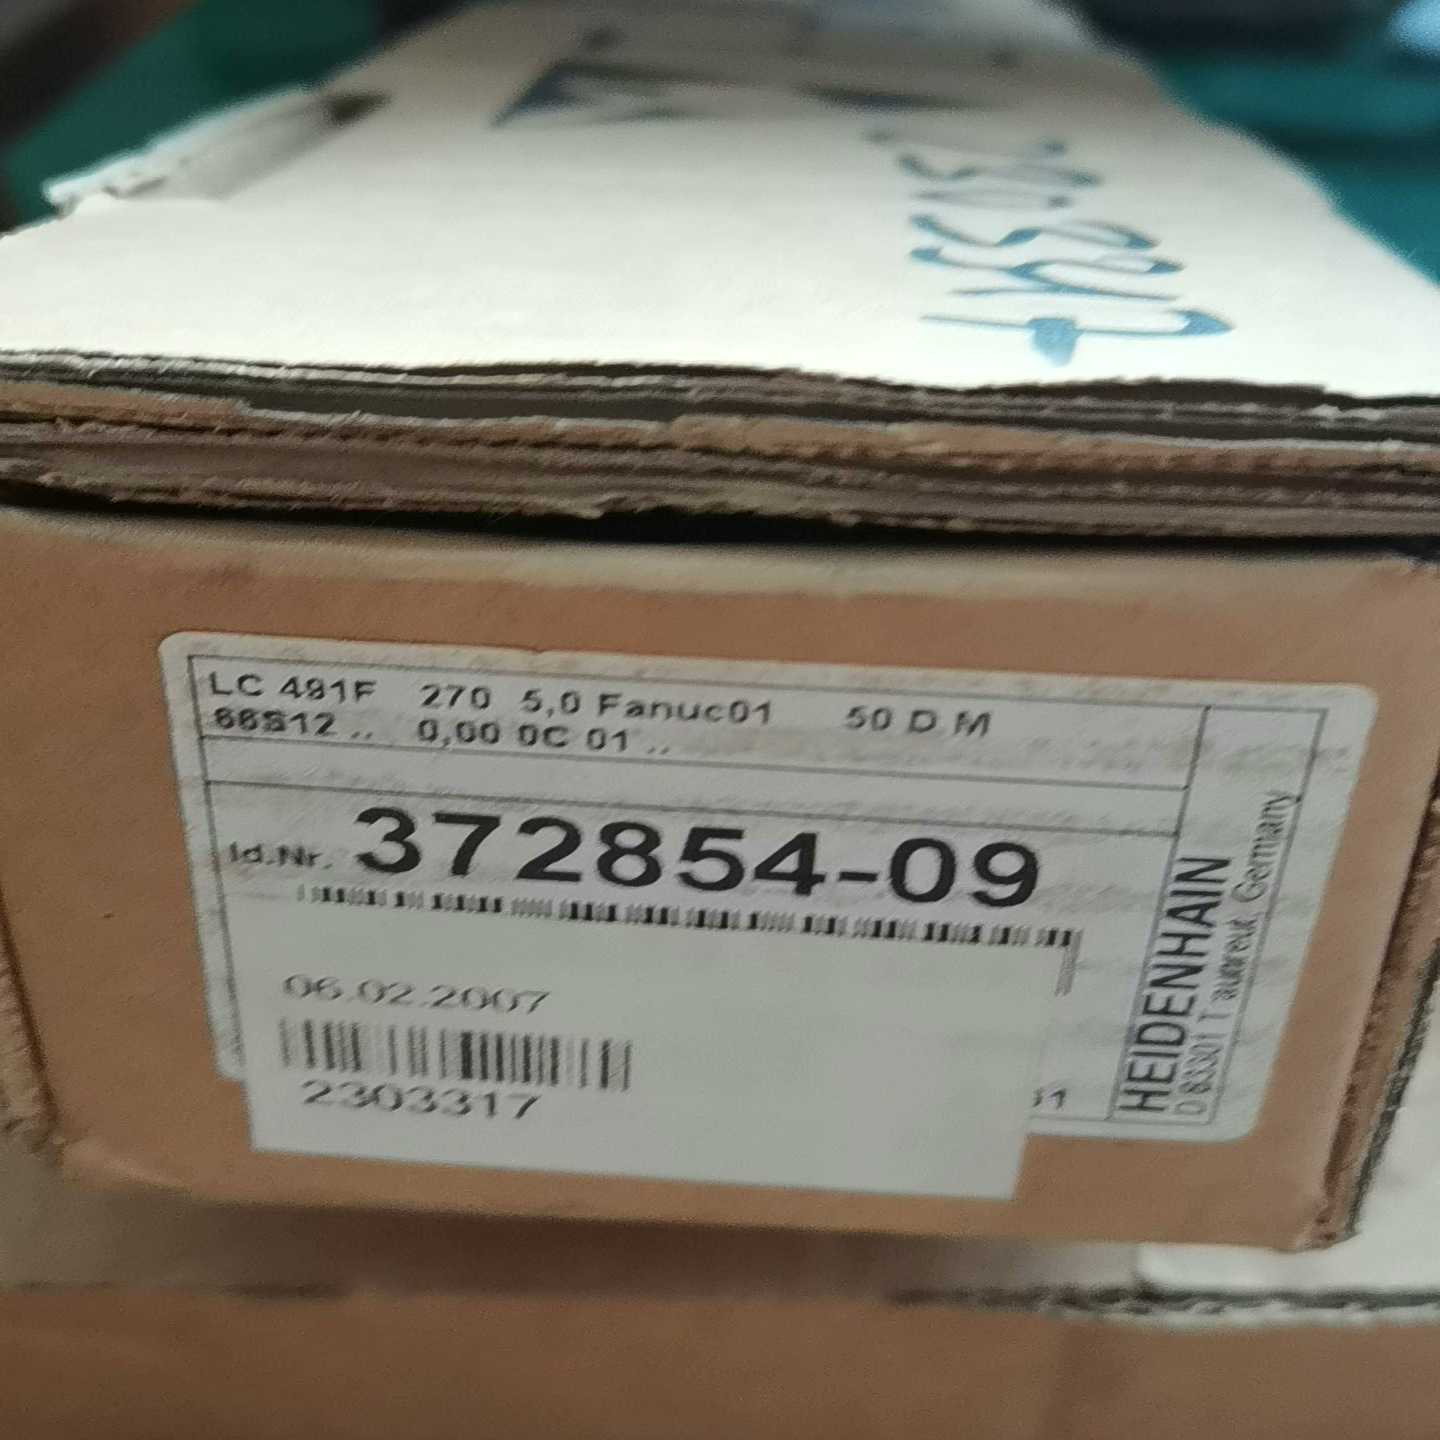 LC 491F 270 5,0 Fanuc01 50 D M
66S12 .. 0,00 0C 01 ..
Id.Nr. 372854-09
06.02.2007
2303317
HEIDENHAIN
D 83301 Traunreut, Germany